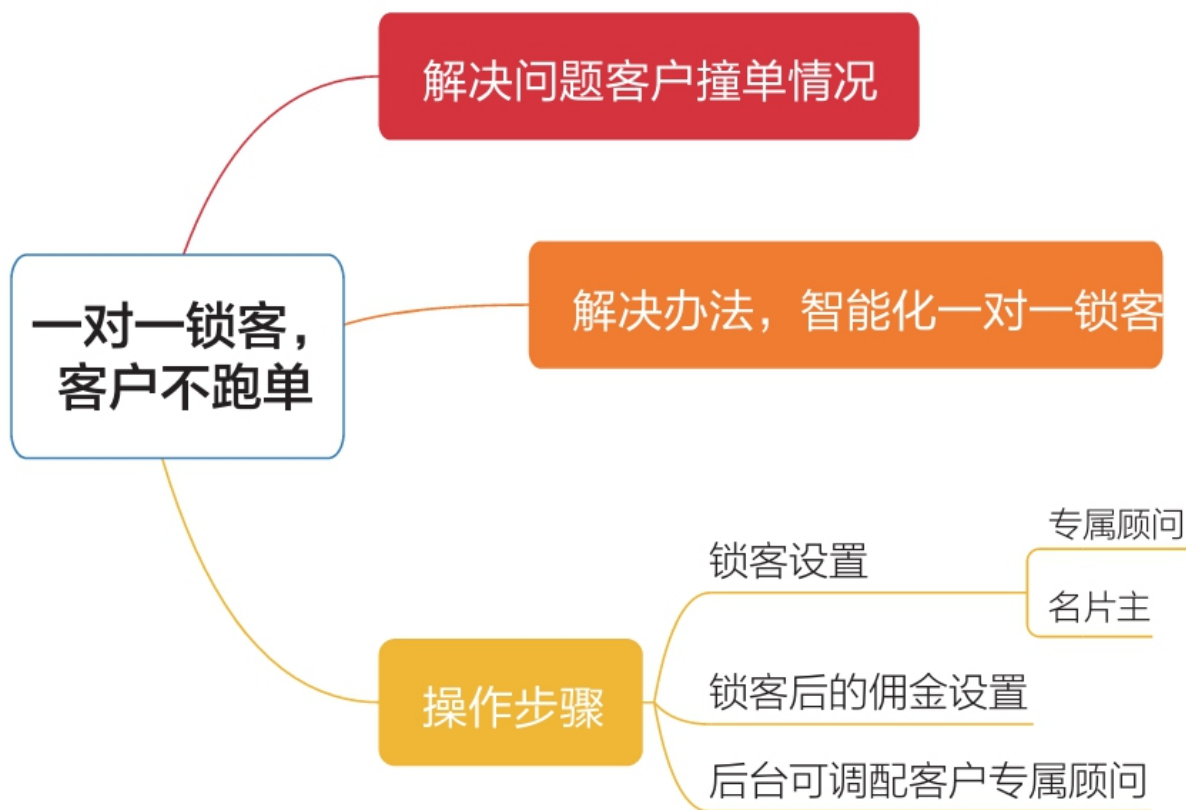 解决问题客户撞单情况
一对一锁客，
客户不跑单
解决办法，智能化一对一锁客
操作步骤
锁客设置
专属顾问
名片主
锁客后的佣金设置
后台可调配客户专属顾问